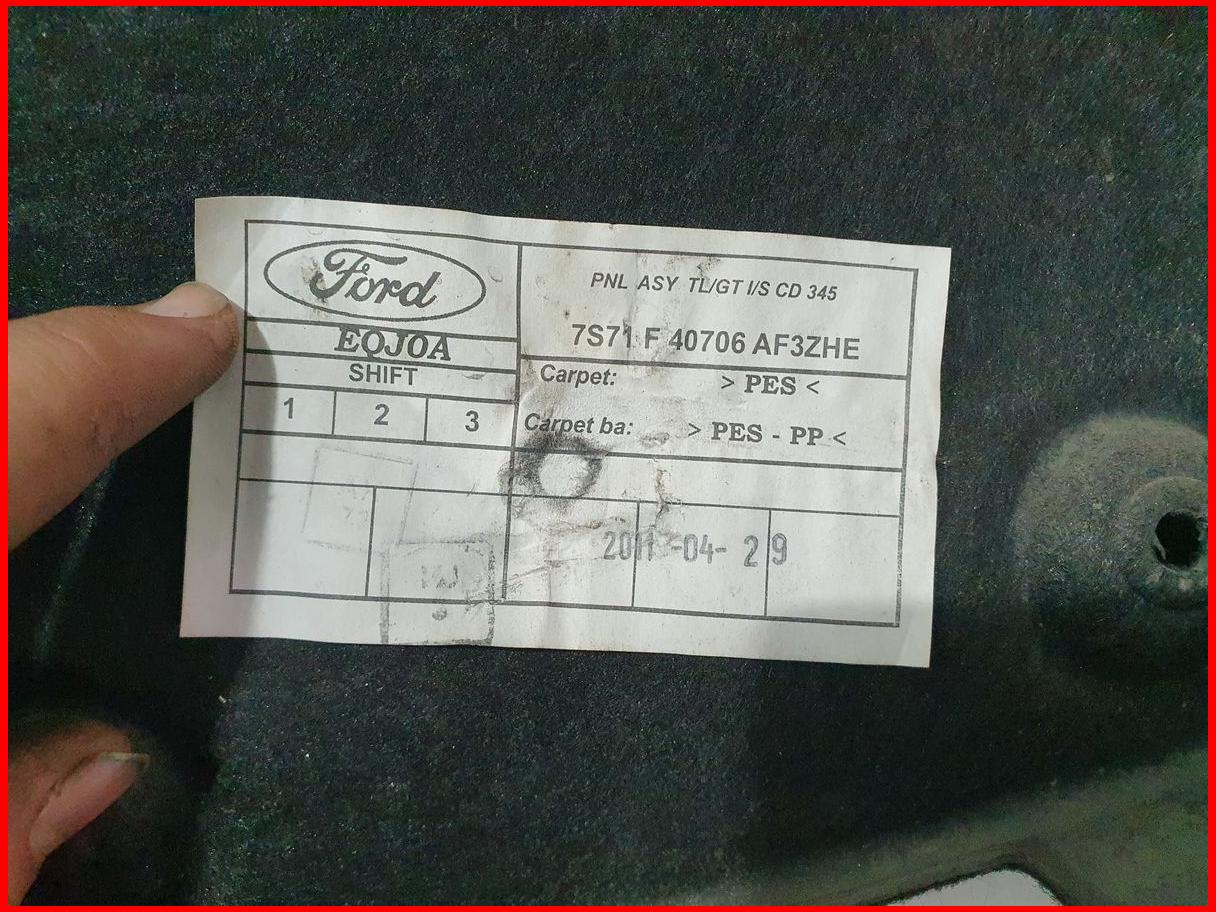 Ford
EQJ0A
SHIFT
1 2 3
PNL ASY TL/GT I/S CD 345
7S71 F 40706 AF3ZHE
Carpet: > PES <
Carpet ba: > PES - PP <
2011 -04- 29